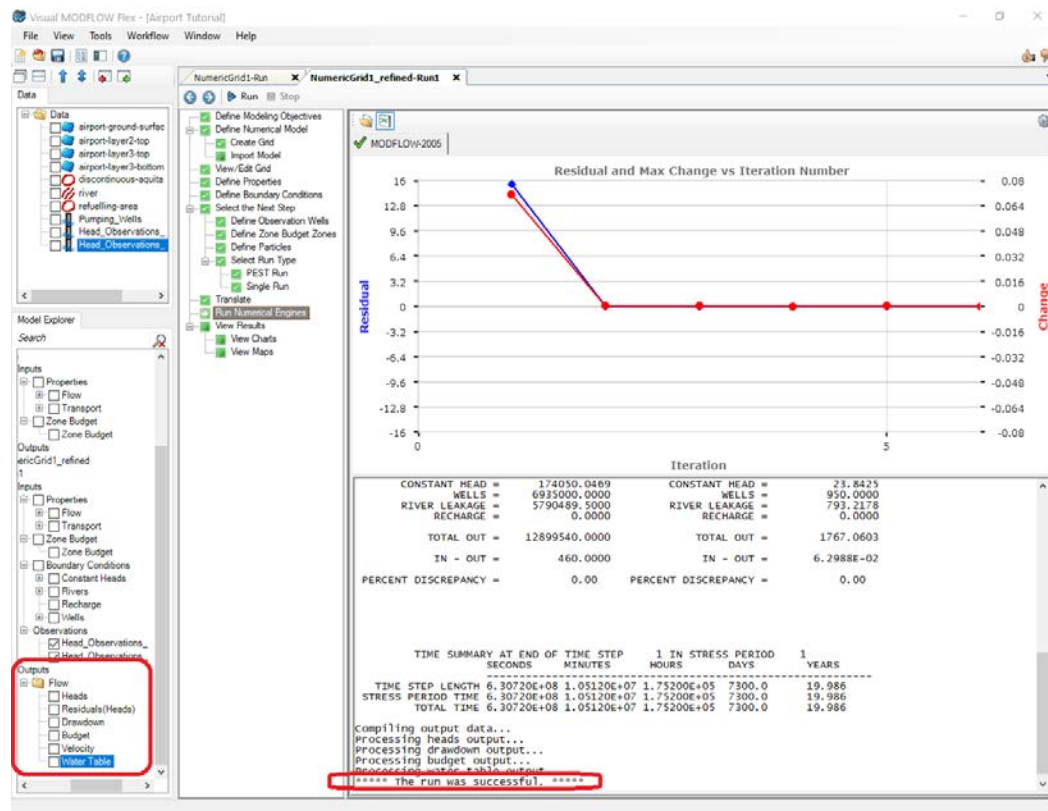 Visual MODFLOW Flex - [Airport Tutorial]
File View Tools Workflow Window Help
Data
Data
airport-ground-surfac
airport-layer2-top
airport-layer3-top
airport-layer3-bottom
discontinuous-aquita
river
refuelling-area
Pumping_Wells
Head_Observations_
Head_Observations_
Model Explorer
Search
Inputs
Properties
Flow
Transport
Zone Budget
Zone Budget
Outputs
ericGrid1_refined
1
Inputs
Properties
Flow
Transport
Zone Budget
Zone Budget
Boundary Conditions
Constant Heads
Rivers
Recharge
Wells
Observations
Head_Observations_
Head_Observations_
Outputs
Flow
Heads
Residuals(Heads)
Drawdown
Budget
Velocity
Water Table
NumericGrid1-Run X NumericGrid1_refined-Run1 X
Run Stop
Define Modeling Objectives
Define Numerical Model
Create Grid
Import Model
View/Edit Grid
Define Properties
Define Boundary Conditions
Select the Next Step
Define Observation Wells
Define Zone Budget Zones
Define Particles
Select Run Type
PEST Run
Single Run
Translate
Run Numerical Engines
View Results
View Charts
View Maps
MODFLOW-2005
Residual and Max Change vs Iteration Number
16 0.08
12.8 0.064
9.6 0.048
6.4 0.032
3.2 0.016
0 0
-3.2 -0.016
-6.4 -0.032
-9.6 -0.048
-12.8 -0.064
-16 -0.08
Residual
Change
0 5
Iteration
CONSTANT HEAD = 174050.0469 CONSTANT HEAD = 23.8425
WELLS = 6935000.0000 WELLS = 950.0000
RIVER LEAKAGE = 5790489.5000 RIVER LEAKAGE = 793.2178
RECHARGE = 0.0000 RECHARGE = 0.0000
TOTAL OUT = 12899540.0000 TOTAL OUT = 1767.0603
IN - OUT = 460.0000 IN - OUT = 6.2988E-02
PERCENT DISCREPANCY = 0.00 PERCENT DISCREPANCY = 0.00
TIME SUMMARY AT END OF TIME STEP 1 IN STRESS PERIOD 1
SECONDS MINUTES HOURS DAYS YEARS
TIME STEP LENGTH 6.30720E+08 1.05120E+07 1.75200E+05 7300.0 19.986
STRESS PERIOD TIME 6.30720E+08 1.05120E+07 1.75200E+05 7300.0 19.986
TOTAL TIME 6.30720E+08 1.05120E+07 1.75200E+05 7300.0 19.986
Compiling output data...
Processing heads output...
Processing drawdown output...
Processing budget output...
Processing water table output...
***** The run was successful. *****